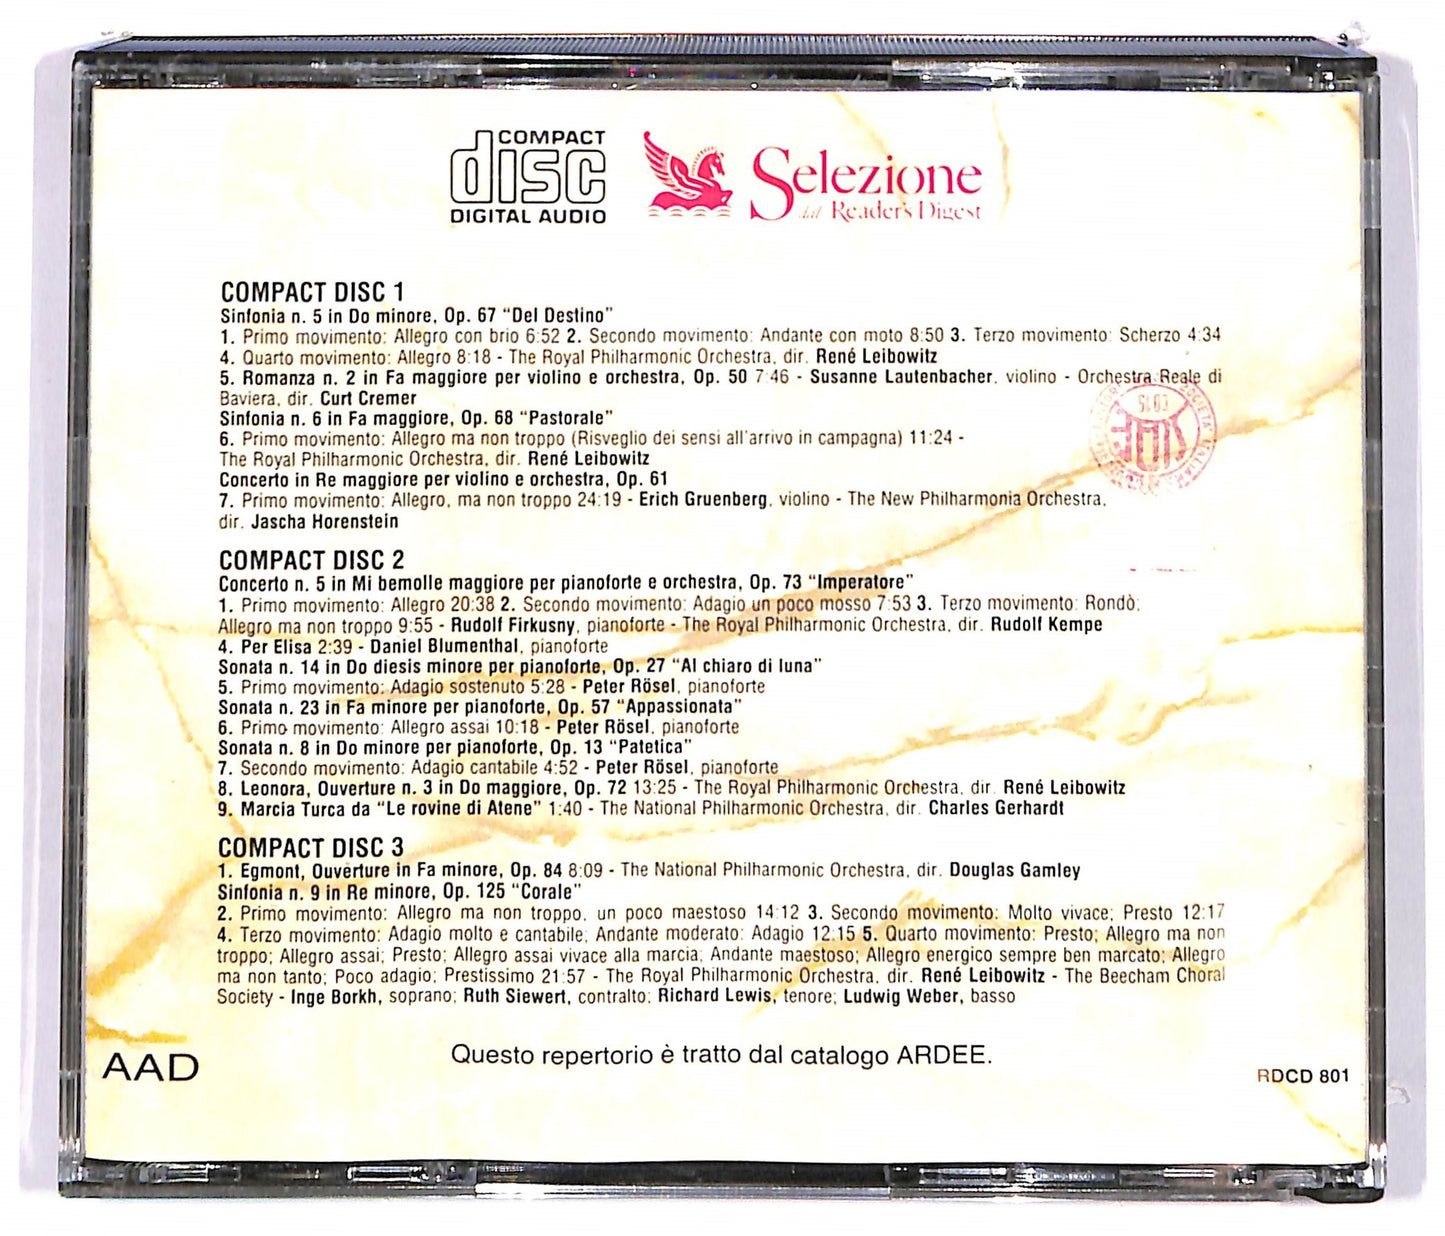 COMPACT
disc
DIGITAL AUDIO
Selezione
dal Reader's Digest
COMPACT DISC 1
Sinfonia n. 5 in Do minore, Op. 67 "Del Destino"
1. Primo movimento: Allegro con brio 6:52 2. Secondo movimento: Andante con moto 8:50 3. Terzo movimento: Scherzo 4:34
4. Quarto movimento: Allegro 8:18 - The Royal Philharmonic Orchestra, dir. René Leibowitz
5. Romanza n. 2 in Fa maggiore per violino e orchestra, Op. 50 7:46 - Susanne Lautenbacher, violino - Orchestra Reale di
Baviera, dir. Curt Cremer
Sinfonia n. 6 in Fa maggiore, Op. 68 "Pastorale"
6. Primo movimento: Allegro ma non troppo (Risveglio dei sensi all'arrivo in campagna) 11:24 -
The Royal Philharmonic Orchestra, dir. René Leibowitz
Concerto in Re maggiore per violino e orchestra, Op. 61
7. Primo movimento: Allegro, ma non troppo 24:19 - Erich Gruenberg, violino - The New Philharmonia Orchestra,
dir. Jascha Horenstein
SIAE
COMPACT DISC 2
Concerto n. 5 in Mi bemolle maggiore per pianoforte e orchestra, Op. 73 "Imperatore"
1. Primo movimento: Allegro 20:38 2. Secondo movimento: Adagio un poco mosso 7:53 3. Terzo movimento: Rondò:
Allegro ma non troppo 9:55 - Rudolf Firkusny, pianoforte - The Royal Philharmonic Orchestra, dir. Rudolf Kempe
4. Per Elisa 2:39 - Daniel Blumenthal, pianoforte
Sonata n. 14 in Do diesis minore per pianoforte, Op. 27 "Al chiaro di luna"
5. Primo movimento: Adagio sostenuto 5:28 - Peter Rösel, pianoforte
Sonata n. 23 in Fa minore per pianoforte, Op. 57 "Appassionata"
6. Primo movimento: Allegro assai 10:18 - Peter Rösel, pianoforte
Sonata n. 8 in Do minore per pianoforte, Op. 13 "Patetica"
7. Secondo movimento: Adagio cantabile 4:52 - Peter Rösel, pianoforte
8. Leonora, Ouverture n. 3 in Do maggiore, Op. 72 13:25 - The Royal Philharmonic Orchestra, dir. René Leibowitz
9. Marcia Turca da "Le rovine di Atene" 1:40 - The National Philharmonic Orchestra, dir. Charles Gerhardt
COMPACT DISC 3
1. Egmont, Ouverture in Fa minore, Op. 84 8:09 - The National Philharmonic Orchestra, dir. Douglas Gamley
Sinfonia n. 9 in Re minore, Op. 125 "Corale"
2. Primo movimento: Allegro ma non troppo, un poco maestoso 14:12 3. Secondo movimento: Molto vivace; Presto 12:17
4. Terzo movimento: Adagio molto e cantabile; Andante moderato: Adagio 12:15 5. Quarto movimento: Presto; Allegro ma non
troppo; Allegro assai; Presto; Allegro assai vivace alla marcia; Andante maestoso; Allegro energico sempre ben marcato; Allegro
ma non tanto; Poco adagio; Prestissimo 21:57 - The Royal Philharmonic Orchestra, dir. René Leibowitz - The Beecham Choral
Society - Inge Borkh, soprano; Ruth Siewert, contralto; Richard Lewis, tenore; Ludwig Weber, basso
AAD
Questo repertorio è tratto dal catalogo ARDEE.
RDCD 801